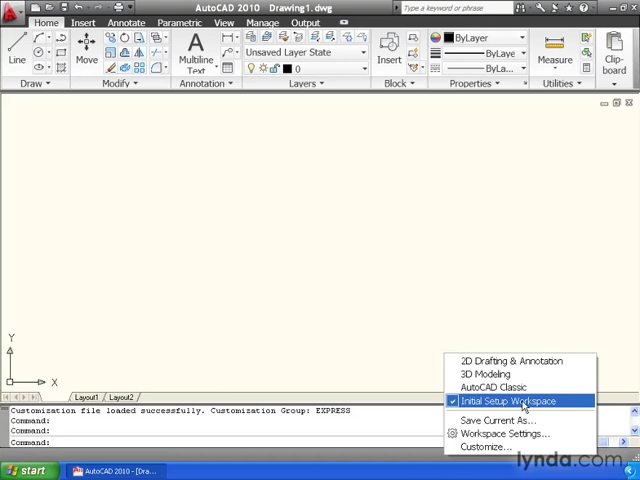 AutoCAD 2010 Drawing1.dwg
Type a keyword or phrase
Home Insert Annotate Parametric View Manage Output
Line
Move
Multiline
Text
Unsaved Layer State
0
Insert
ByLayer
ByLaye...
ByLa...
Measure
Clip-
board
Draw Modify Annotation Layers Block Properties Utilities
Y
X
2D Drafting & Annotation
3D Modeling
AutoCAD Classic
Initial Setup Workspace
Save Current As...
Workspace Settings...
Customize...
Layout1 Layout2
Customization file loaded successfully. Customization Group: EXPRESS
Command:
Command:
Command:
lynda.com
start
AutoCAD 2010 - [Dra...